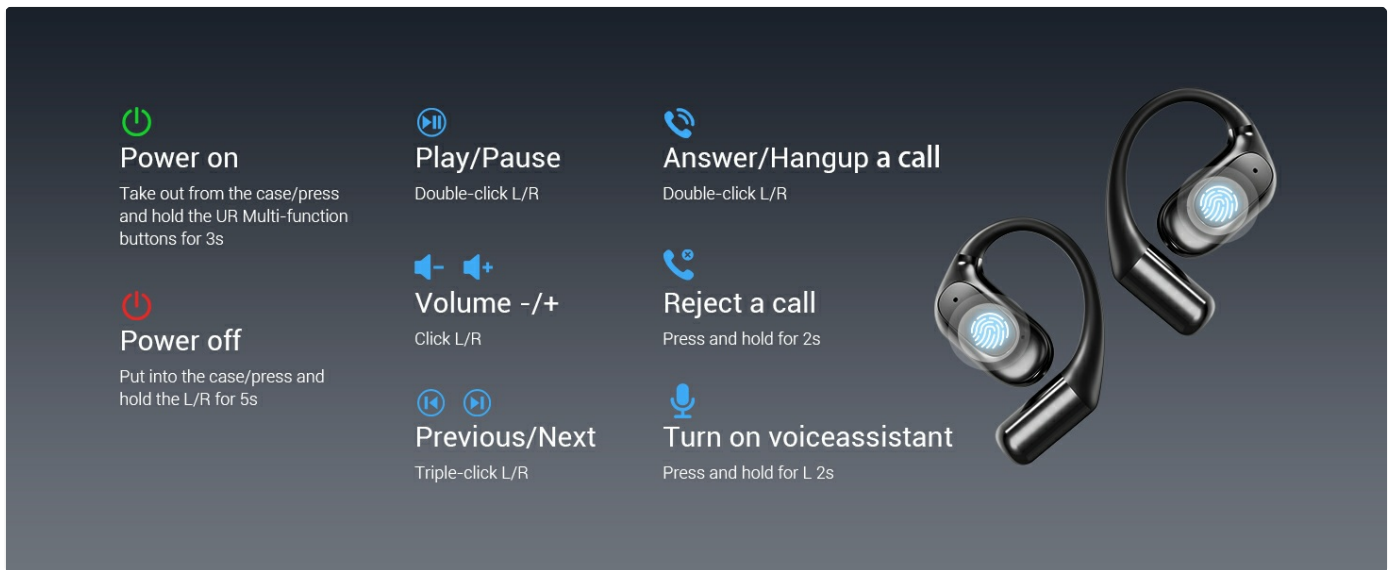 Power on
Take out from the case/press
and hold the UR Multi-function
buttons for 3s
Power off
Put into the case/press and
hold the L/R for 5s
Play/Pause
Double-click L/R
Volume -/+
Click L/R
Previous/Next
Triple-click L/R
Answer/Hangup a call
Double-click L/R
Reject a call
Press and hold for 2s
Turn on voiceassistant
Press and hold for L 2s